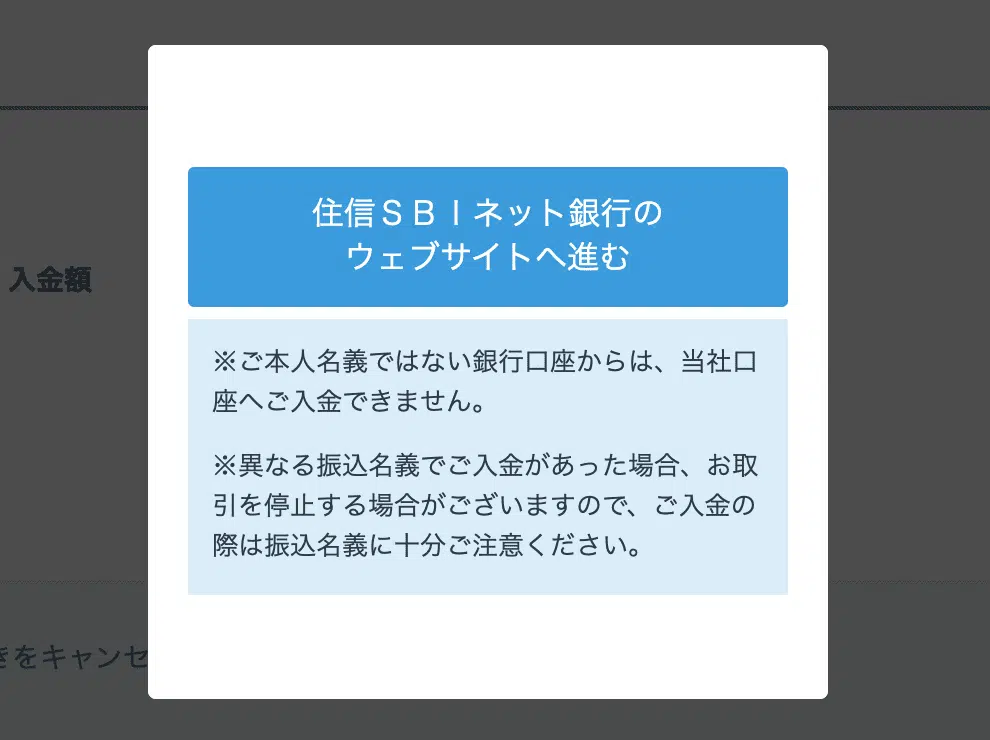 住信ＳＢＩネット銀行の
ウェブサイトへ進む
入金額
※ご本人名義ではない銀行口座からは、当社口
座へご入金できません。
※異なる振込名義でご入金があった場合、お取
引を停止する場合がございますので、ご入金の
際は振込名義に十分ご注意ください。
きをキャンセ